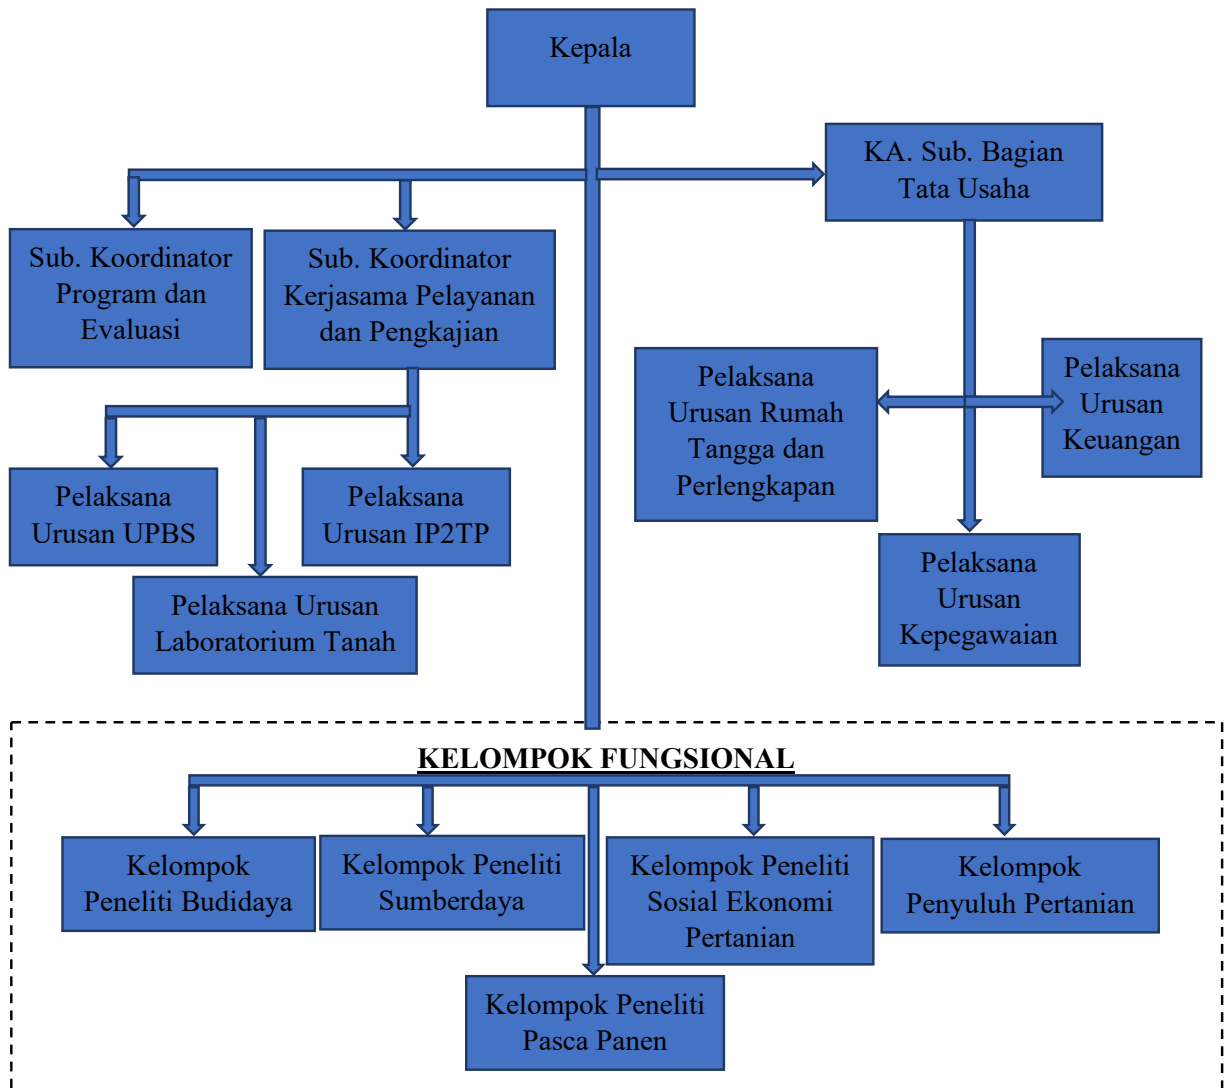 Kepala
KA. Sub. Bagian
Tata Usaha
Sub. Koordinator
Program dan
Evaluasi
Sub. Koordinator
Kerjasama Pelayanan
dan Pengkajian
Pelaksana
Urusan Rumah
Tangga dan
Perlengkapan
Pelaksana
Urusan
Keuangan
Pelaksana
Urusan UPBS
Pelaksana
Urusan IP2TP
Pelaksana Urusan
Laboratorium Tanah
Pelaksana
Urusan
Kepegawaian
KELOMPOK FUNGSIONAL
Kelompok
Peneliti Budidaya
Kelompok Peneliti
Sumberdaya
Kelompok Peneliti
Sosial Ekonomi
Pertanian
Kelompok
Penyuluh Pertanian
Kelompok Peneliti
Pasca Panen